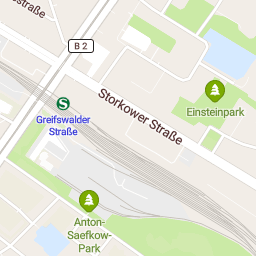 straße
B 2
Storkower Straße
Einsteinpark
S
Greifswalder
Straße
Anton-
Saefkow-
Park